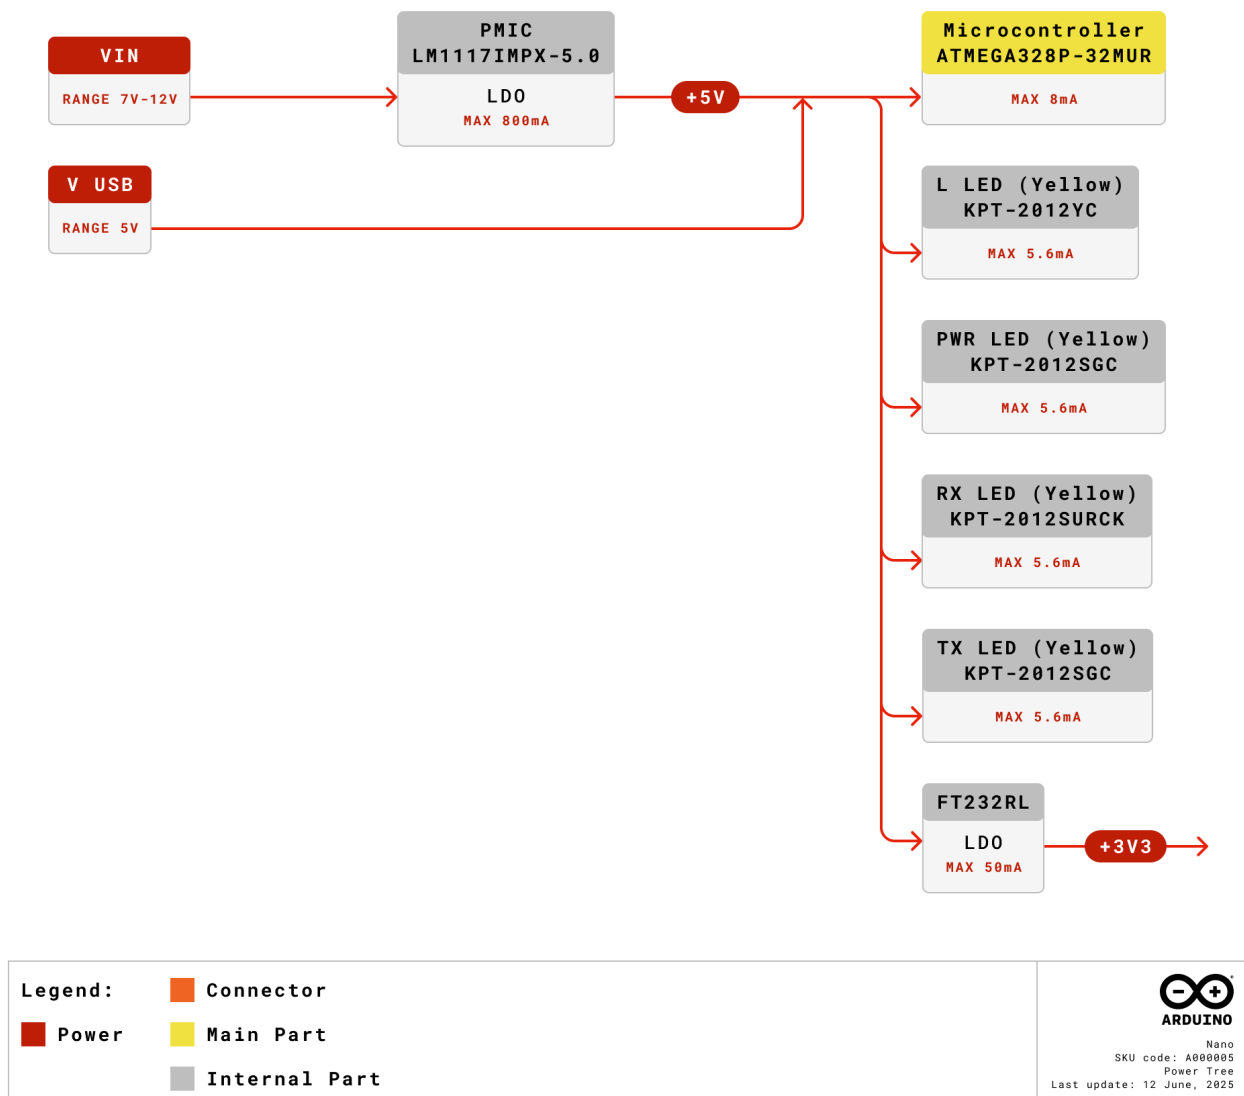 VIN
RANGE 7V-12V
V USB
RANGE 5V
PMIC
LM1117IMPX-5.0
LDO
MAX 800mA
+5V
Microcontroller
ATMEGA328P-32MUR
MAX 8mA
L LED (Yellow)
KPT-2012YC
MAX 5.6mA
PWR LED (Yellow)
KPT-2012SGC
MAX 5.6mA
RX LED (Yellow)
KPT-2012SURCK
MAX 5.6mA
TX LED (Yellow)
KPT-2012SGC
MAX 5.6mA
FT232RL
LDO
MAX 50mA
+3V3
Legend:
Power
Connector
Main Part
Internal Part
ARDUINO
Nano
SKU code: A000005
Power Tree
Last update: 12 June, 2025